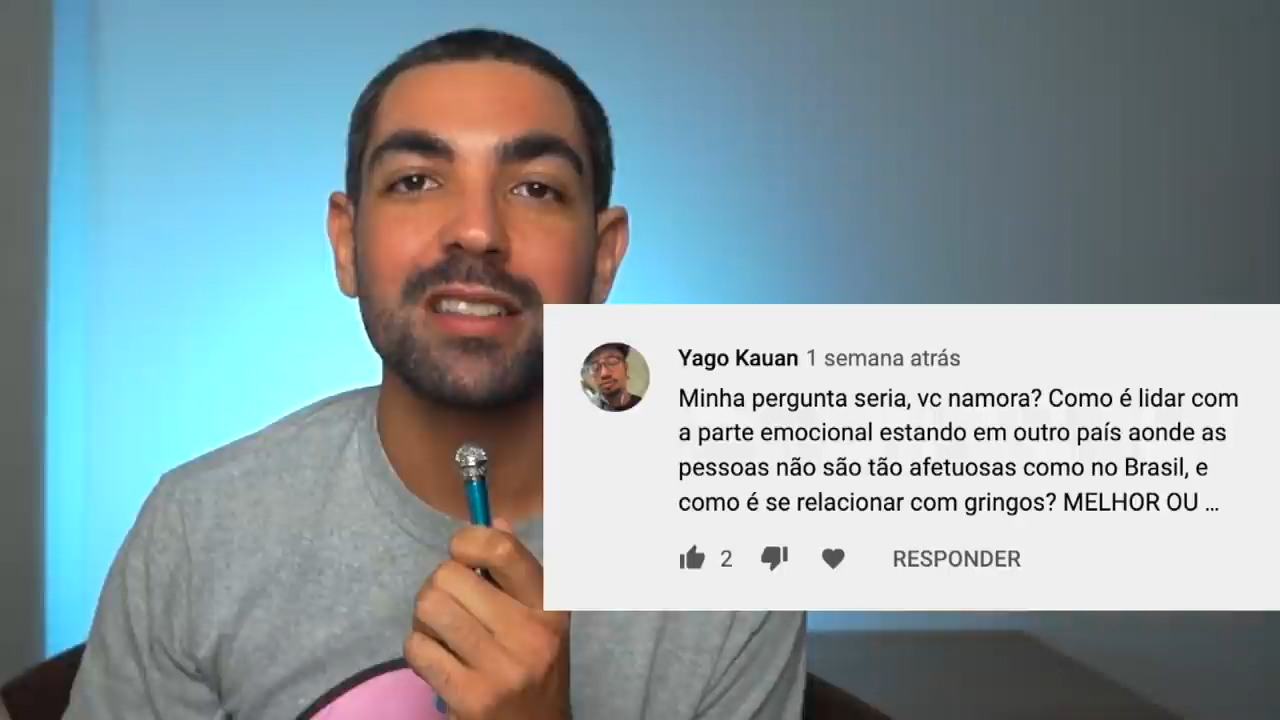 Yago Kauan 1 semana atrás
Minha pergunta seria, vc namora? Como é lidar com
a parte emocional estando em outro país aonde as
pessoas não são tão afetuosas como no Brasil, e
como é se relacionar com gringos? MELHOR OU ...
2 RESPONDER